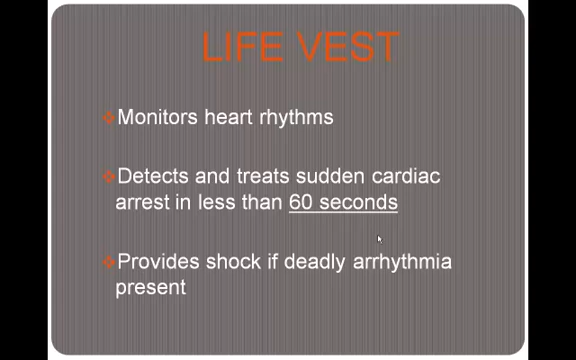 LIFE VEST
Monitors heart rhythms
Detects and treats sudden cardiac
arrest in less than 60 seconds
Provides shock if deadly arrhythmia
present